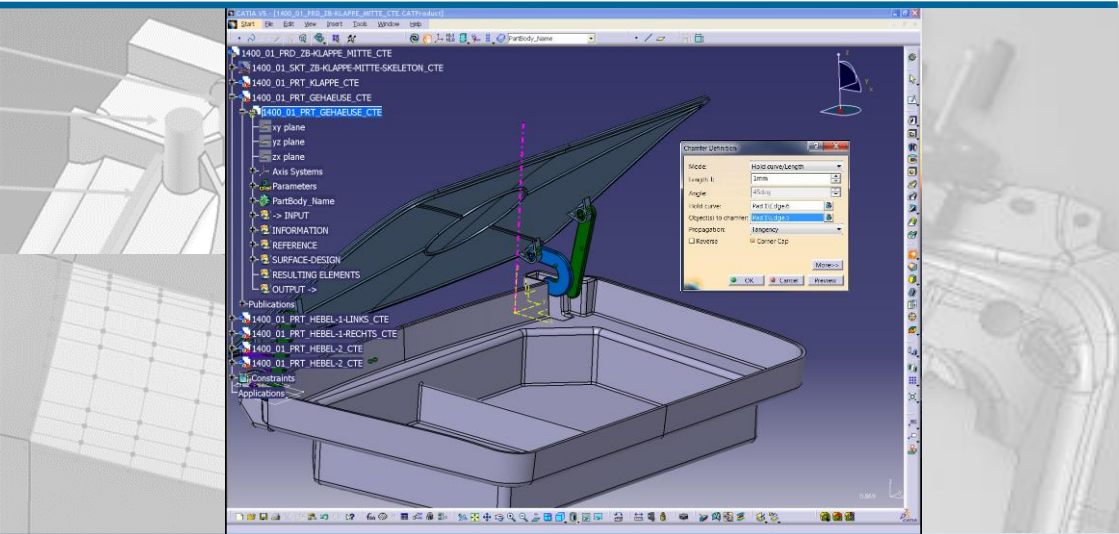 CATIA V5 - [1400_01_PRD_ZB-KLAPPE_MITTE_CTE.CATProduct]
Start File Edit View Insert Tools Window Help
PartBody_Name
1400_01_PRD_ZB-KLAPPE_MITTE_CTE
1400_01_SKT_ZB-KLAPPE-MITTE-SKELETON_CTE
1400_01_PRT_KLAPPE_CTE
1400_01_PRT_GEHAEUSE_CTE
1400_01_PRT_GEHAEUSE_CTE
xy plane
yz plane
zx plane
Axis Systems
Parameters
PartBody_Name
-> INPUT
INFORMATION
REFERENCE
SURFACE-DESIGN
RESULTING ELEMENTS
OUTPUT ->
Publications
1400_01_PRT_HEBEL-1-LINKS_CTE
1400_01_PRT_HEBEL-1-RECHTS_CTE
1400_01_PRT_HEBEL-2_CTE
1400_01_PRT_HEBEL-2_CTE
Constraints
Applications
Chamfer Definition
Mode: Hold curve/Length
Length 1: 1mm
Angle: 45deg
Hold curve: Pad.1\Edge.6
Object(s) to chamfer: Pad.1\Edge.5
Propagation: Tangency
Reverse Corner Cap
More>>
OK Cancel Preview